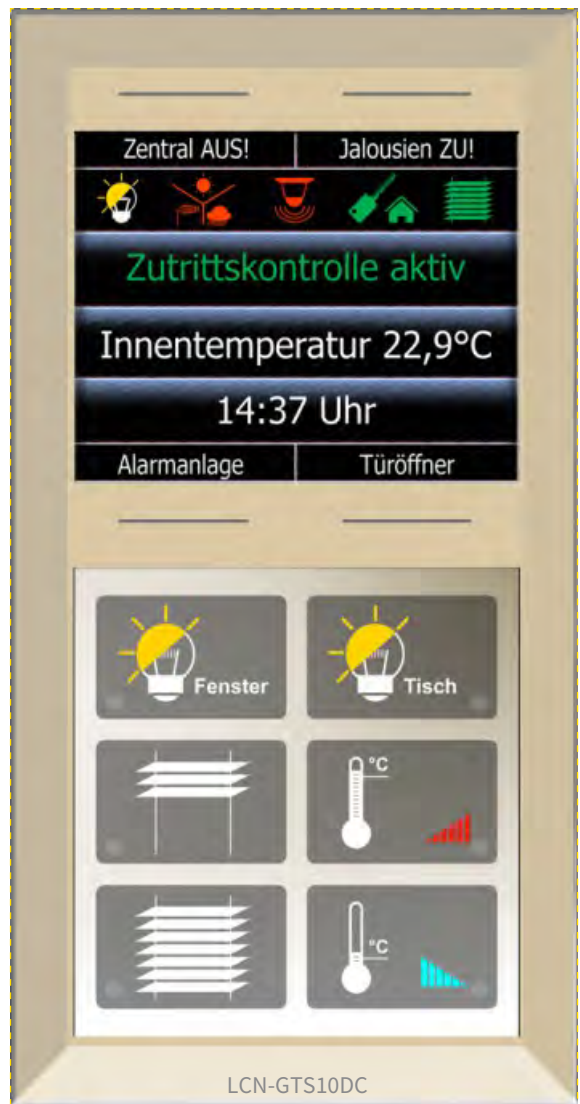 Zentral AUS! Jalousien ZU!
Zutrittskontrolle aktiv
Innentemperatur 22,9°C
14:37 Uhr
Alarmanlage Türöffner
Fenster Tisch
°C
°C
LCN-GTS10DC